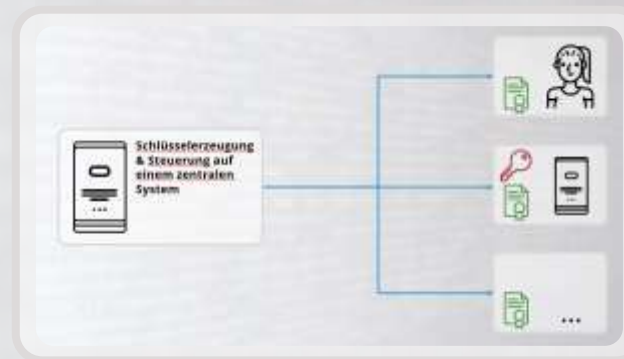 Schlüsselerzeugung
& Steuerung auf
einem zentralen
System
...